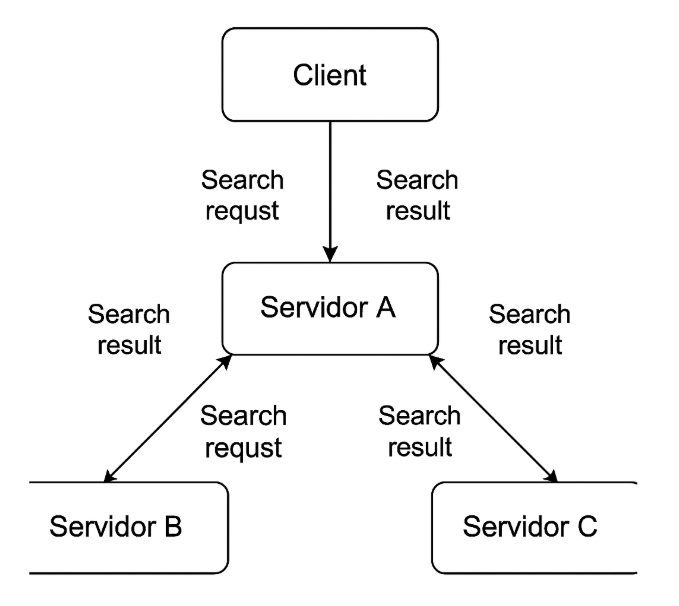 Client
Search
requst
Search
result
Servidor A
Search
result
Search
result
Search
requst
Search
result
Servidor B
Servidor C